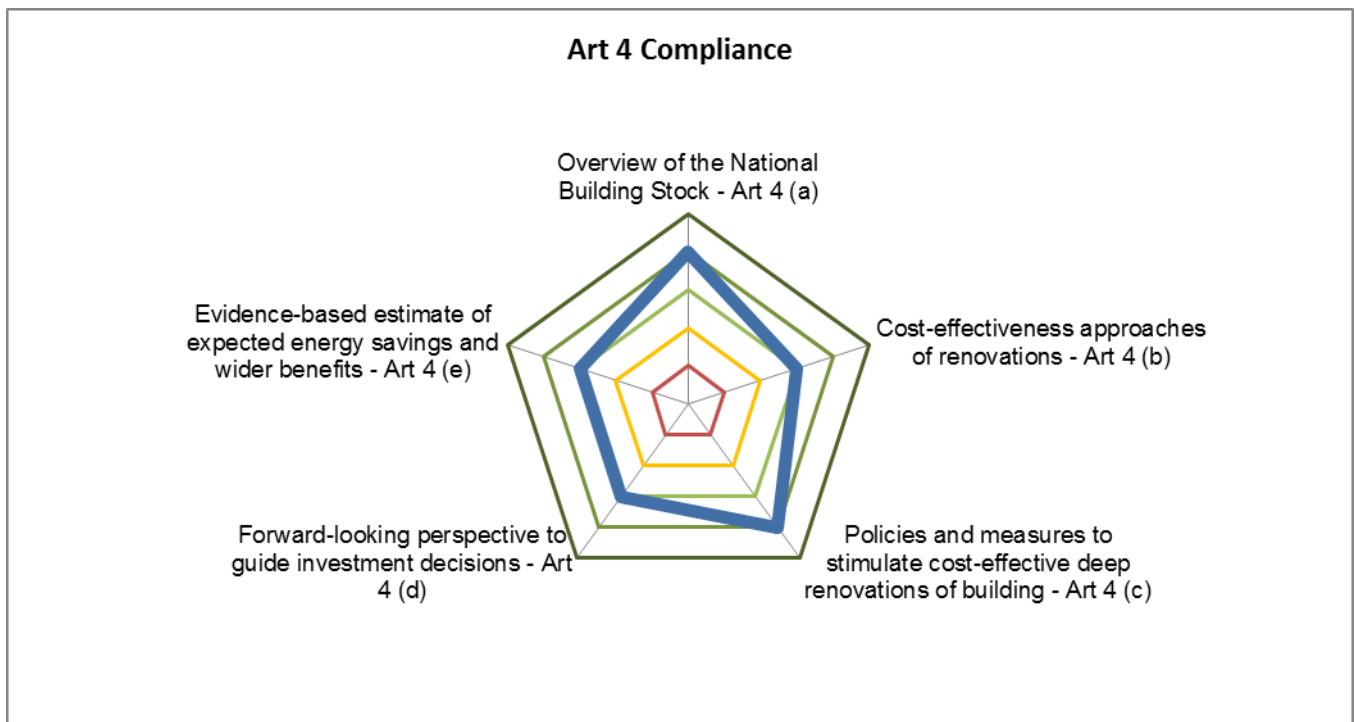 Art 4 Compliance
Overview of the National
Building Stock - Art 4 (a)
Cost-effectiveness approaches
of renovations - Art 4 (b)
Policies and measures to
stimulate cost-effective deep
renovations of building - Art 4 (c)
Forward-looking perspective to
guide investment decisions - Art
4 (d)
Evidence-based estimate of
expected energy savings and
wider benefits - Art 4 (e)